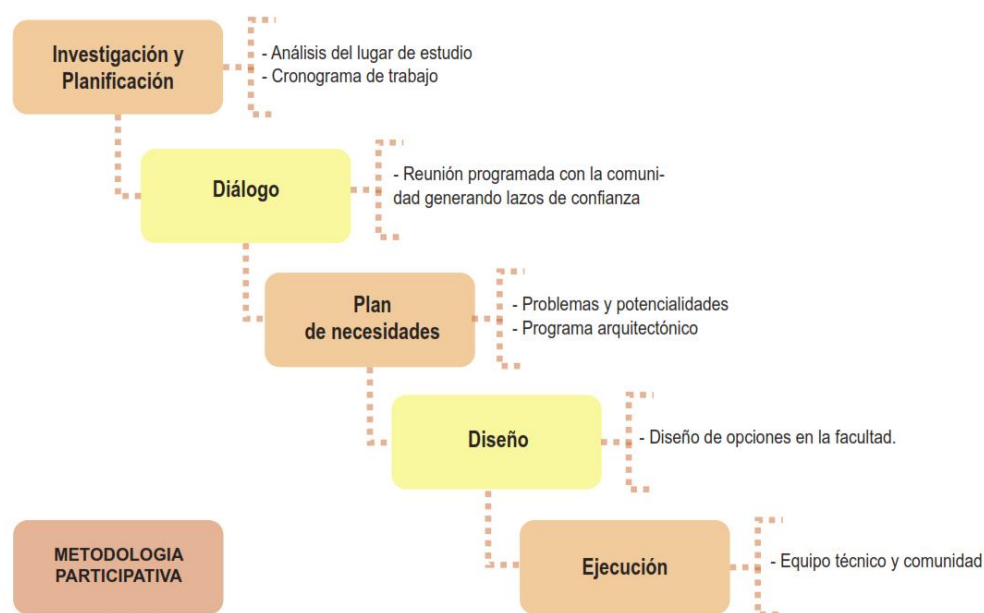 Investigación y
Planificación
- Análisis del lugar de estudio
- Cronograma de trabajo
Diálogo
- Reunión programada con la comuni-
dad generando lazos de confianza
Plan
de necesidades
- Problemas y potencialidades
- Programa arquitectónico
Diseño
- Diseño de opciones en la facultad.
Ejecución
- Equipo técnico y comunidad
METODOLOGIA
PARTICIPATIVA